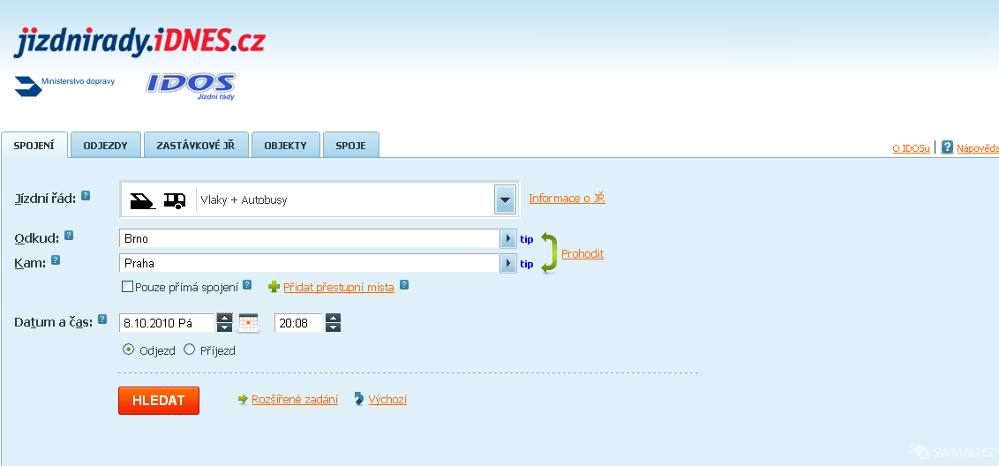 jizdnirady.iDNES.cz
Ministerstvo dopravy
IDOS
Jízdní řády
SPOJENÍ ODJEZDY ZASTÁVKOVÉ JŘ OBJEKTY SPOJE
O IDOSu | ? Nápověda
Jízdní řád: ? Vlaky + Autobusy Informace o JŘ
Odkud: ? Brno tip
Prohodit
Kam: ? Praha tip
Pouze přímá spojení ? Přidat přestupní místa ?
Datum a čas: ? 8.10.2010 Pá 20:08
Odjezd Příjezd
HLEDAT Rozšířené zadání Výchozí
SWMAG.CZ